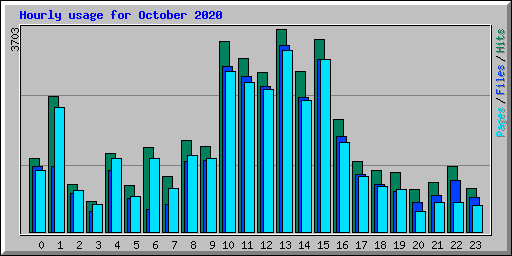 Hourly usage for October 2020
3703
Pages/Files/Hits
0 1 2 3 4 5 6 7 8 9 10 11 12 13 14 15 16 17 18 19 20 21 22 23